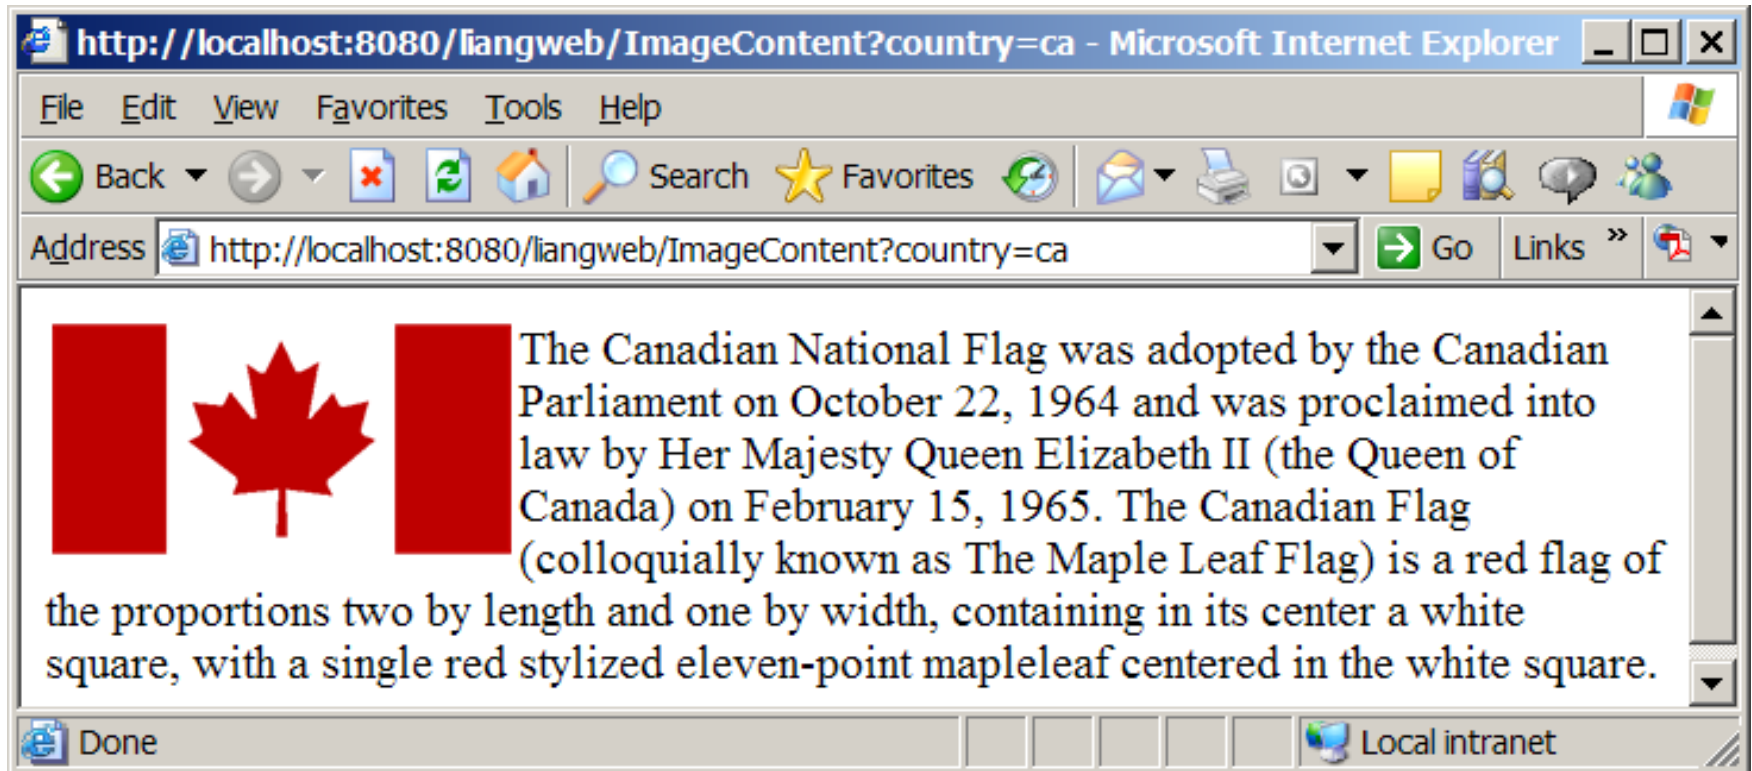 http://localhost:8080/liangweb/ImageContent?country=ca - Microsoft Internet Explorer
File Edit View Favorites Tools Help
Back Search Favorites
Address http://localhost:8080/liangweb/ImageContent?country=ca Go Links »
The Canadian National Flag was adopted by the Canadian
Parliament on October 22, 1964 and was proclaimed into
law by Her Majesty Queen Elizabeth II (the Queen of
Canada) on February 15, 1965. The Canadian Flag
(colloquially known as The Maple Leaf Flag) is a red flag of
the proportions two by length and one by width, containing in its center a white
square, with a single red stylized eleven-point mapleleaf centered in the white square.
Done Local intranet